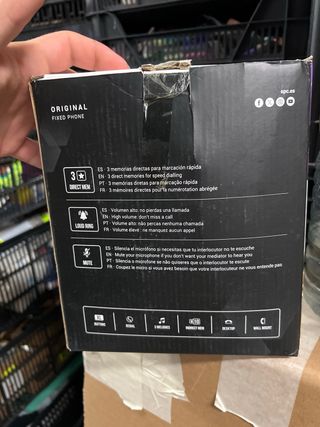 ORIGINAL
FIXED PHONE
spc.es
3
DIRECT MEM
ES - 3 memorias directas para marcación rápida
EN - 3 direct memories for speed dialling
PT - 3 memórias diretas para marcação rápida
FR - 3 mémoires directes pour la numérotation abrégée
LOUD RING
ES - Volumen alto, no perdas una llamada
EN - High volume: don't miss a call
PT - Volume alto: não percas nenhuma chamada
FR - Volume élevé : ne manquez aucun appel
MUTE
ES - Silencia el micrófono si necesitas que tu interlocutor no te escuche
EN - Mute your microphone if you don't want your mediator to hear you
PT - Silencia o microfone se não quiseres que o interlocutor te escute
FR - Coupez le micro si vous avez besoin que votre interlocuteur ne vous entende pas
BUTTONS
REDIAL
3 MELODIES
INDIRECT MEM
DESKTOP
WALL MOUNT